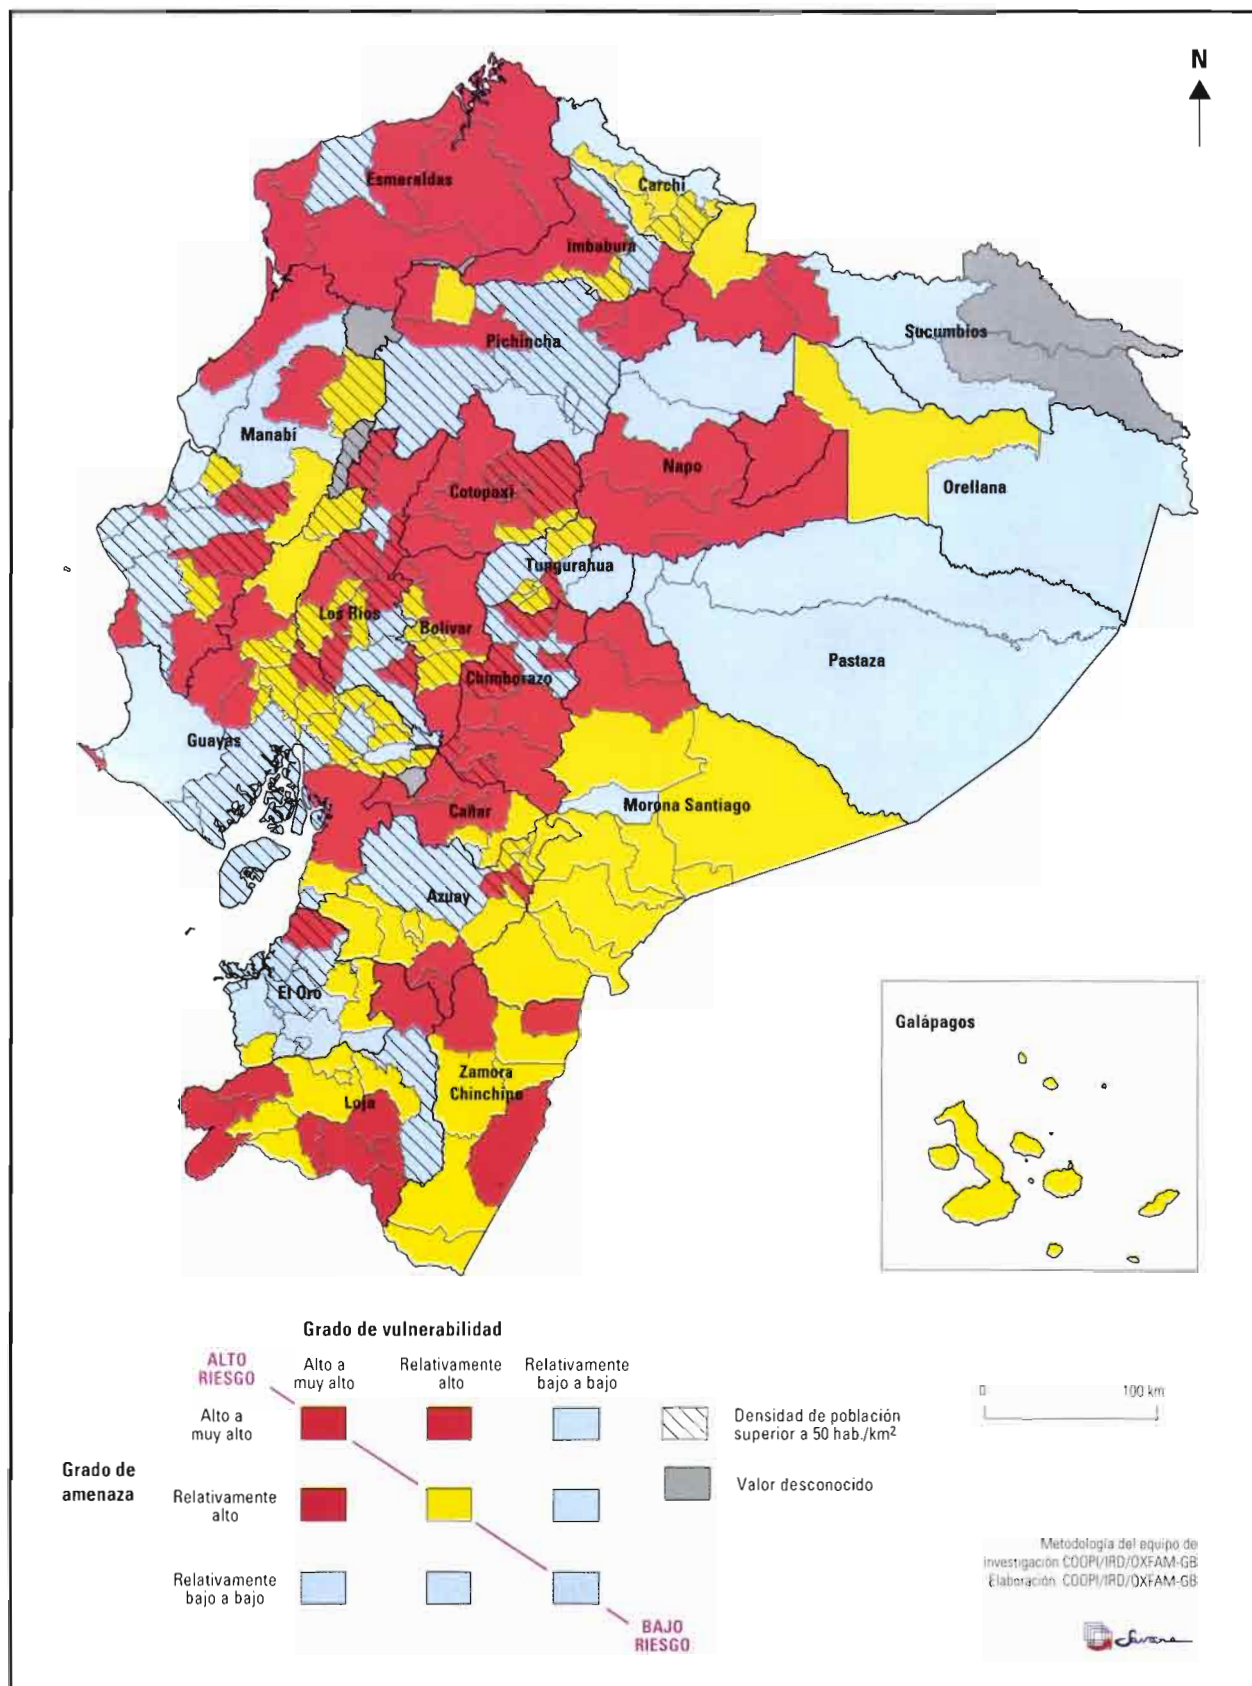 N
Esmeraldas
Carchi
Imbabura
Sucumbíos
Pichincha
Manabí
Napo
Cotopaxi
Orellana
Tungurahua
Los Ríos
Bolívar
Pastaza
Chimborazo
Guayas
Morona Santiago
Cañar
Azuay
El Oro
Galápagos
Zamora
Chinchipe
Loja
Grado de vulnerabilidad
ALTO
RIESGO
Alto a
muy alto
Relativamente
alto
Relativamente
bajo a bajo
Alto a
muy alto
Densidad de población
superior a 50 hab./km²
0 100 km
Grado de
amenaza
Relativamente
alto
Valor desconocido
Relativamente
bajo a bajo
BAJO
RIESGO
Metodología del equipo de
investigación COOPI/IRD/OXFAM-GB
Elaboración: COOPI/IRD/OXFAM-GB
Savane